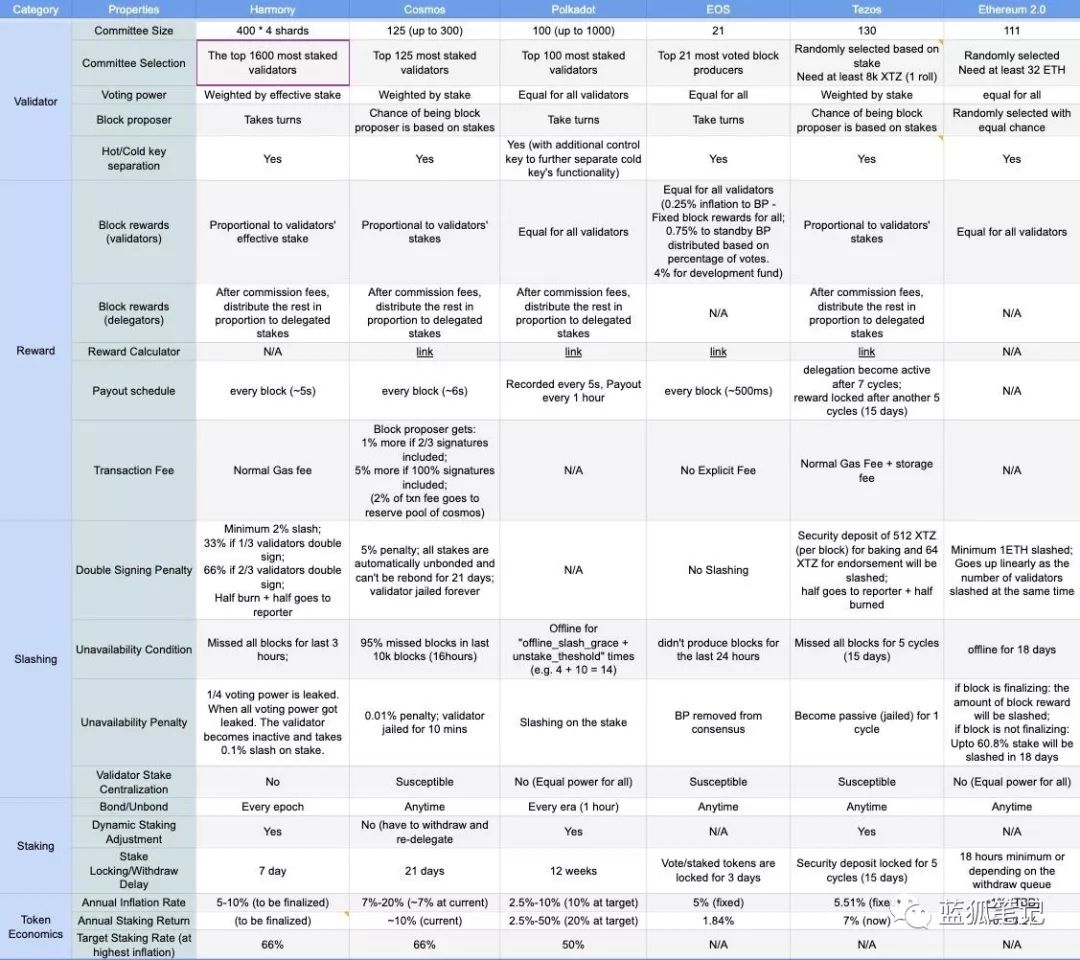 Category Properties Harmony Cosmos Polkadot EOS Tezos Ethereum 2.0
Validator
Committee Size
400 * 4 shards
125 (up to 300)
100 (up to 1000)
21
130
111
Committee Selection
The top 1600 most staked
validators
Top 125 most staked
validators
Top 100 most staked
validators
Top 21 most voted block
producers
Randomly selected based on
stake
Need at least 8k XTZ (1 roll)
Randomly selected
Need at least 32 ETH
Voting power
Weighted by effective stake
Weighted by stake
Equal for all validators
Equal for all
Weighted by stake
equal for all
Block proposer
Takes turns
Chance of being block
proposer is based on stakes
Take turns
Take turns
Chance of being block
proposer is based on stakes
Randomly selected with
equal chance
Hot/Cold key
separation
Yes
Yes
Yes (with additional control
key to further separate cold
key's functionality)
Yes
Yes
Yes
Reward
Block rewards
(validators)
Proportional to validators'
effective stake
Proportional to validators'
stakes
Equal for all validators
Equal for all validators
(0.25% inflation to BP -
Fixed block rewards for all;
0.75% to standby BP
distributed based on
percentage of votes.
4% for development fund)
Proportional to validators'
stakes
Equal for all validators
Block rewards
(delegators)
After commission fees,
distribute the rest in
proportion to delegated
stakes
After commission fees,
distribute the rest in
proportion to delegated
stakes
After commission fees,
distribute the rest in
proportion to delegated
stakes
N/A
After commission fees,
distribute the rest in
proportion to delegated
stakes
N/A
Reward Calculator
N/A
link
link
link
link
N/A
Payout schedule
every block (~5s)
every block (~6s)
Recorded every 5s, Payout
every 1 hour
every block (~500ms)
delegation become active
after 7 cycles;
reward locked after another 5
cycles (15 days)
N/A
Transaction Fee
Normal Gas fee
Block proposer gets:
1% more if 2/3 signatures
included;
5% more if 100% signatures
included;
(2% of txn fee goes to
reserve pool of cosmos)
N/A
No Explicit Fee
Normal Gas Fee + storage
fee
N/A
Slashing
Double Signing Penalty
Minimum 2% slash;
33% if 1/3 validators double
sign;
66% if 2/3 validators double
sign;
Half burn + half goes to
reporter
5% penalty; all stakes are
automatically unbonded and
can't be rebond for 21 days;
validator jailed forever
N/A
No Slashing
Security deposit of 512 XTZ
(per block) for baking and 64
XTZ for endorsement will be
slashed;
half goes to reporter + half
burned
Minimum 1ETH slashed;
Goes up linearly as the
number of validators
slashed at the same time
Unavailability Condition
Missed all blocks for last 3
hours;
95% missed blocks in last
10k blocks (16hours)
Offline for
"offline_slash_grace +
unstake_theshold" times
(e.g. 4 + 10 = 14)
didn't produce blocks for
the last 24 hours
Missed all blocks for 5 cycles
(15 days)
offline for 18 days
Unavailability Penalty
1/4 voting power is leaked.
When all voting power got
leaked. The validator
becomes inactive and takes
0.1% slash on stake.
0.01% penalty; validator
jailed for 10 mins
Slashing on the stake
BP removed from
consensus
Become passive (jailed) for 1
cycle
if block is finalizing: the
amount of block reward
will be slashed;
if block is not finalizing:
Upto 60.8% stake will be
slashed in 18 days
Validator Stake
Centralization
No
Susceptible
No (Equal power for all)
Susceptible
Susceptible
No (Equal power for all)
Staking
Bond/Unbond
Every epoch
Anytime
Every era (1 hour)
Anytime
Anytime
Anytime
Dynamic Staking
Adjustment
Yes
No (have to withdraw and
re-delegate
Yes
N/A
Yes
N/A
Stake
Locking/Withdraw
Delay
7 day
21 days
12 weeks
Vote/staked tokens are
locked for 3 days
Security deposit locked for 5
cycles (15 days)
18 hours minimum or
depending on the
withdraw queue
Token
Economics
Annual Inflation Rate
5-10% (to be finalized)
7%-20% (~7% at current)
2.5%-10% (10% at target)
5% (fixed)
5.51%
Annual Staking Return
(to be finalized)
~10% (current)
2.5%-50% (20% at target)
1.84%
7% (now)
蓝狐笔记
Target Staking Rate (at
highest inflation)
66%
66%
50%
N/A
N/A
N/A